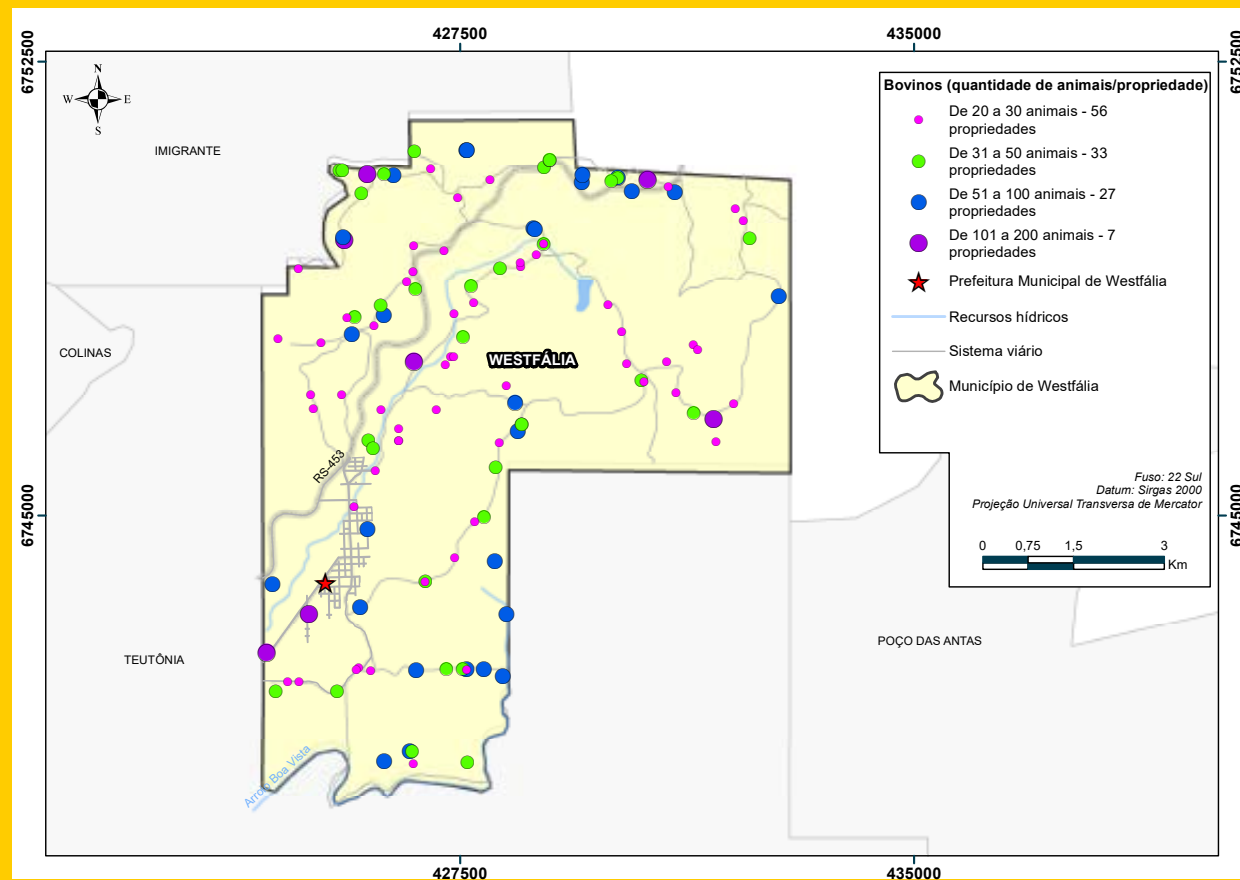 427500
435000
6752500
6752500
N
W
E
S
IMIGRANTE
Bovinos (quantidade de animais/propriedade)
De 20 a 30 animais - 56
propriedades
De 31 a 50 animais - 33
propriedades
De 51 a 100 animais - 27
propriedades
De 101 a 200 animais - 7
propriedades
Prefeitura Municipal de Westfália
Recursos hídricos
Sistema viário
Município de Westfália
COLINAS
WESTFÁLIA
RS-453
Fuso: 22 Sul
Datum: Sirgas 2000
Projeção Universal Transversa de Mercator
0 0,75 1,5 3
Km
6745000
6745000
TEUTÔNIA
POÇO DAS ANTAS
Arroio Boa Vista
427500
435000